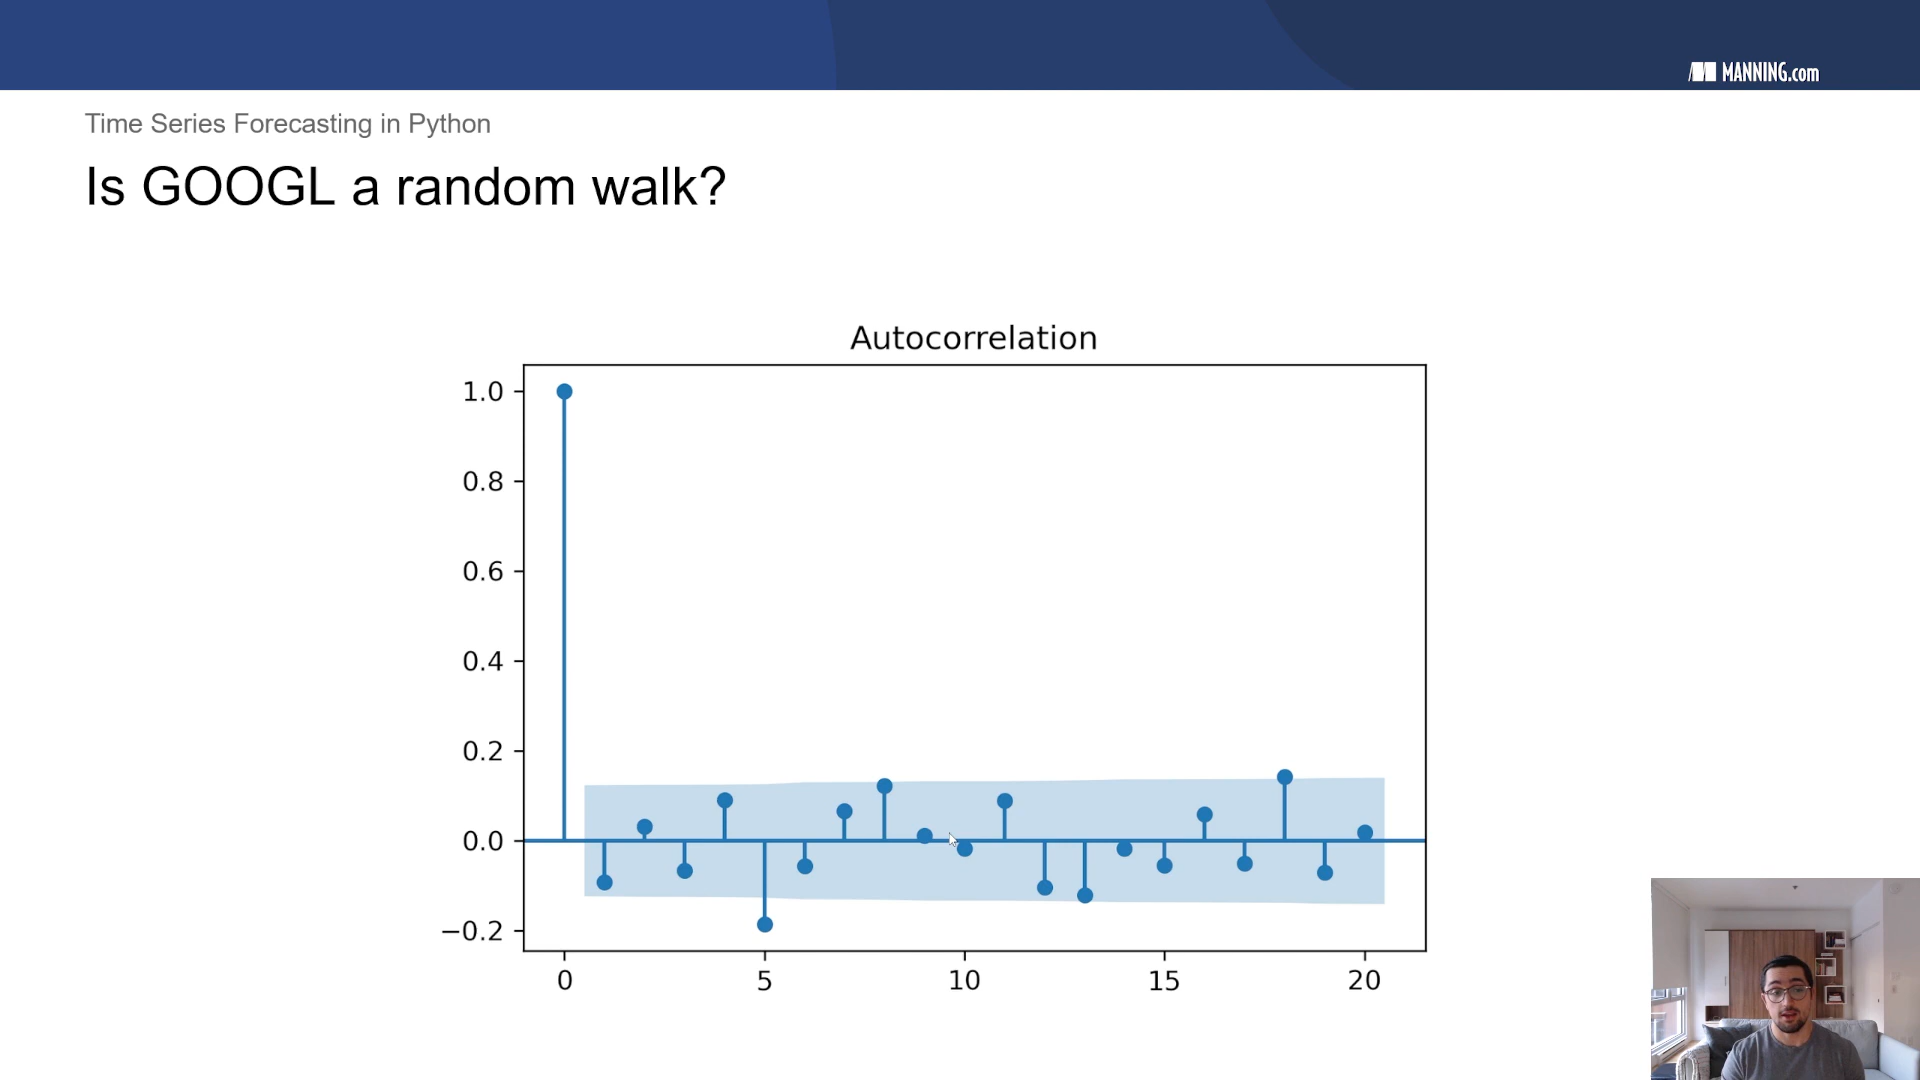 MANNING.com
Time Series Forecasting in Python
Is GOOGL a random walk?
Autocorrelation
1.0
0.8
0.6
0.4
0.2
0.0
−0.2
0 5 10 15 20